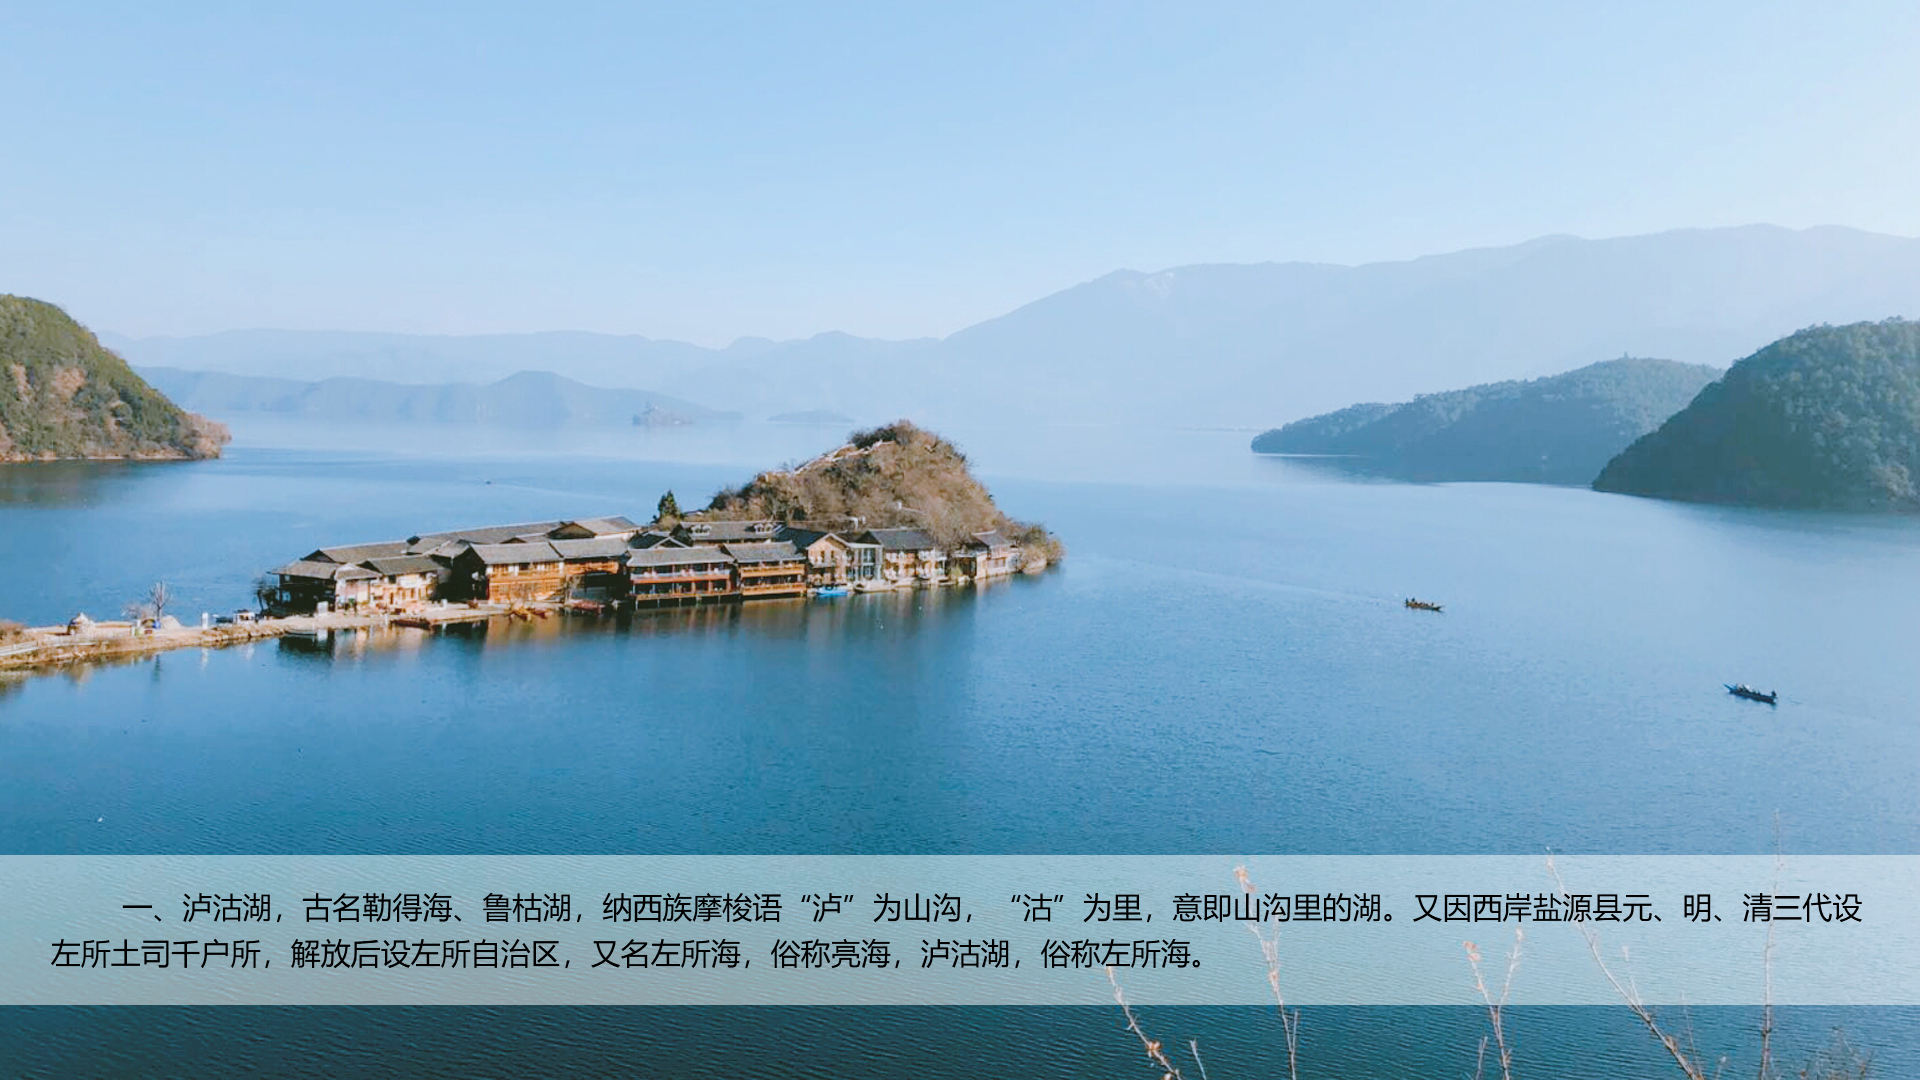 一、泸沽湖，古名勒得海、鲁枯湖，纳西族摩梭语“泸”为山沟，“沽”为里，意即山沟里的湖。又因西岸盐源县元、明、清三代设
左所土司千户所，解放后设左所自治区，又名左所海，俗称亮海，泸沽湖，俗称左所海。